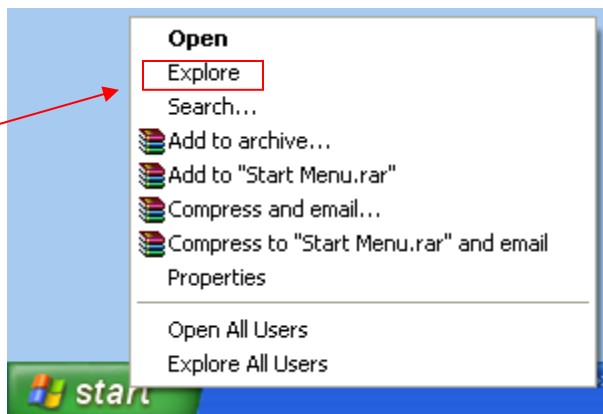 Open
Explore
Search...
Add to archive...
Add to "Start Menu.rar"
Compress and email...
Compress to "Start Menu.rar" and email
Properties
Open All Users
Explore All Users
start